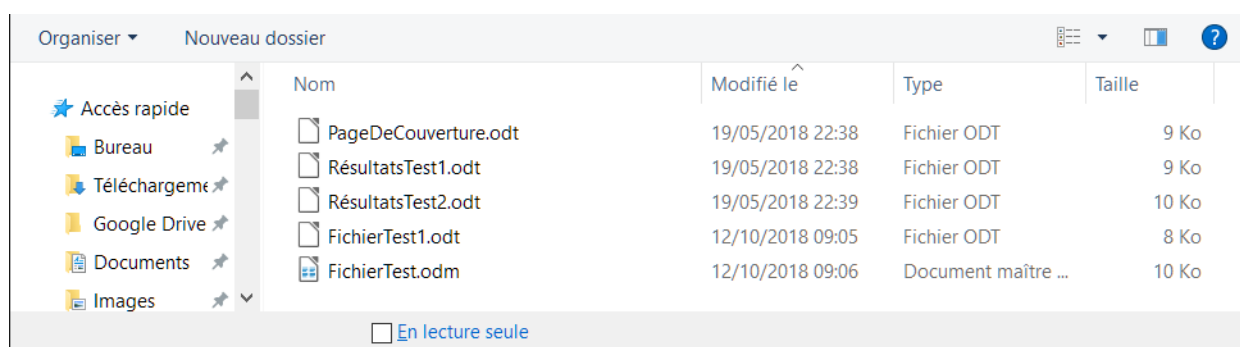 Organiser Nouveau dossier
Nom Modifié le Type Taille
Accès rapide
Bureau
Téléchargeme
Google Drive
Documents
Images
PageDeCouverture.odt 19/05/2018 22:38 Fichier ODT 9 Ko
RésultatsTest1.odt 19/05/2018 22:38 Fichier ODT 9 Ko
RésultatsTest2.odt 19/05/2018 22:39 Fichier ODT 10 Ko
FichierTest1.odt 12/10/2018 09:05 Fichier ODT 8 Ko
FichierTest.odm 12/10/2018 09:06 Document maître ... 10 Ko
En lecture seule